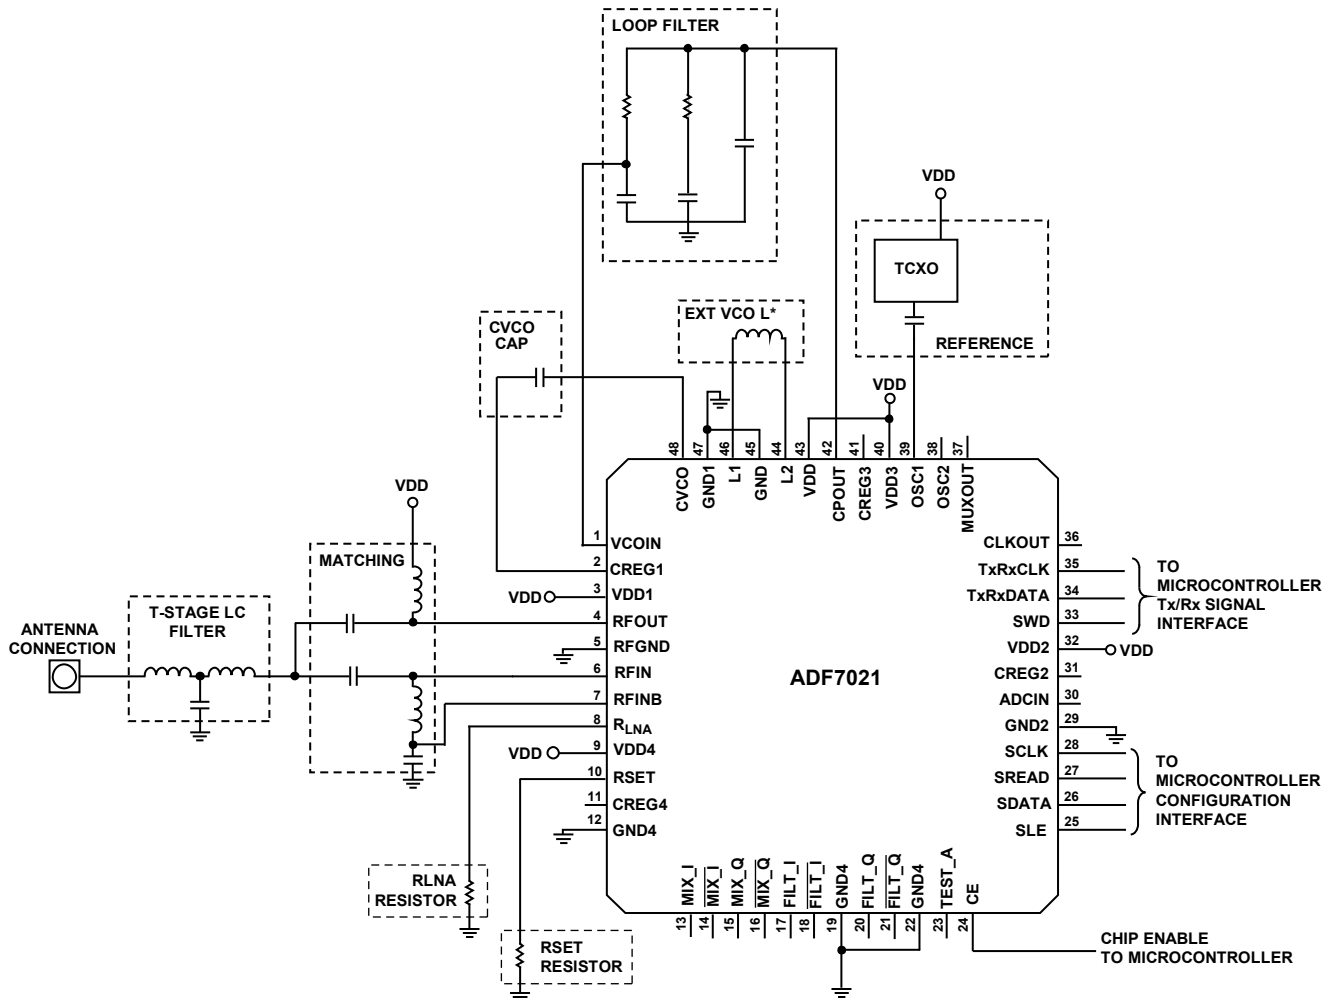 LOOP FILTER
VDD
TCXO
REFERENCE
EXT VCO L*
CVCO
CAP
VDD
48
47
46
45
44
43
42
41
40
39
38
37
CVCO
GND1
L1
GND
L2
VDD
CPOUT
CREG3
VDD3
OSC1
OSC2
MUXOUT
VDD
MATCHING
T-STAGE LC
FILTER
ANTENNA
CONNECTION
1 VCOIN
2 CREG1
VDD 3 VDD1
4 RFOUT
5 RFGND
6 RFIN
7 RFINB
8 RLNA
VDD 9 VDD4
10 RSET
11 CREG4
12 GND4
ADF7021
CLKOUT 36
TxRxCLK 35
TxRxDATA 34
SWD 33
VDD2 32 VDD
CREG2 31
ADCIN 30
GND2 29
SCLK 28
SREAD 27
SDATA 26
SLE 25
TO
MICROCONTROLLER
Tx/Rx SIGNAL
INTERFACE
TO
MICROCONTROLLER
CONFIGURATION
INTERFACE
RLNA
RESISTOR
RSET
RESISTOR
MIX_I
MIX_I
MIX_Q
MIX_Q
FILT_I
FILT_I
GND4
FILT_Q
FILT_Q
GND4
TEST_A
CE
13
14
15
16
17
18
19
20
21
22
23
24
CHIP ENABLE
TO MICROCONTROLLER